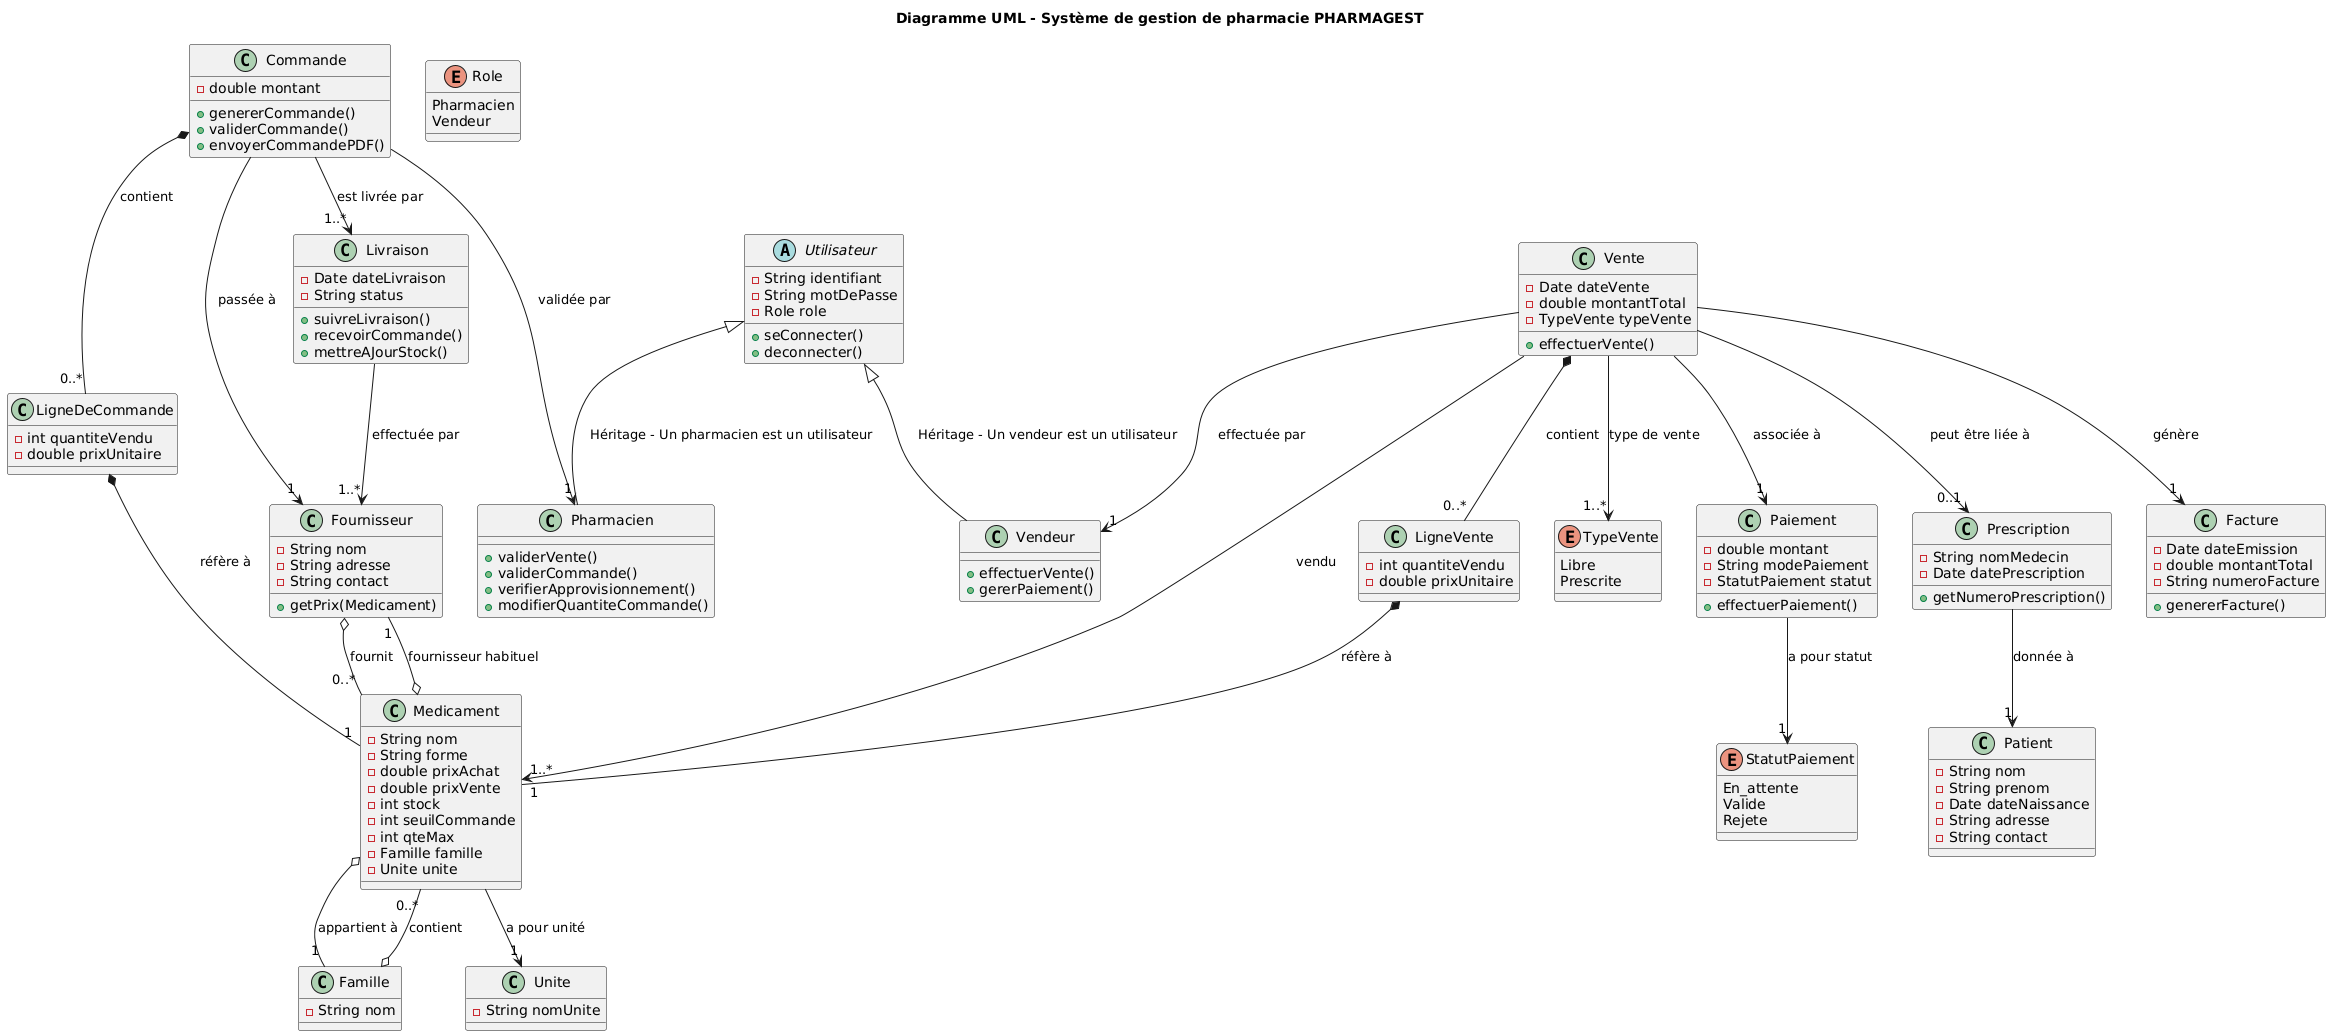 Diagramme UML - Système de gestion de pharmacie PHARMAGEST
C Commande
double montant
genererCommande()
validerCommande()
envoyerCommandePDF()
E Role
Pharmacien
Vendeur
contient
0..*
passée à
1
est livrée par
1..*
validée par
1
C Livraison
Date dateLivraison
String status
suivreLivraison()
recevoirCommande()
mettreAJourStock()
A Utilisateur
String identifiant
String motDePasse
Role role
seConnecter()
deconnecter()
C Vente
Date dateVente
double montantTotal
TypeVente typeVente
effectuerVente()
C LigneDeCommande
int quantiteVendu
double prixUnitaire
effectuée par
1..*
Héritage - Un pharmacien est un utilisateur
Héritage - Un vendeur est un utilisateur
effectuée par
1
contient
0..*
type de vente
1..*
associée à
1
peut être liée à
0..1
génère
1
C Fournisseur
String nom
String adresse
String contact
getPrix(Medicament)
C Pharmacien
validerVente()
validerCommande()
verifierApprovisionnement()
modifierQuantiteCommande()
C Vendeur
effectuerVente()
gererPaiement()
C LigneVente
int quantiteVendu
double prixUnitaire
E TypeVente
Libre
Prescrite
C Paiement
double montant
String modePaiement
StatutPaiement statut
effectuerPaiement()
C Prescription
String nomMedecin
Date datePrescription
getNumeroPrescription()
C Facture
Date dateEmission
double montantTotal
String numeroFacture
genererFacture()
réfère à
1
fournit
0..*
1
fournisseur habituel
vendu
1..*
réfère à
1
a pour statut
1
donnée à
1
C Medicament
String nom
String forme
double prixAchat
double prixVente
int stock
int seuilCommande
int qteMax
Famille famille
Unite unite
E StatutPaiement
En_attente
Valide
Rejete
C Patient
String nom
String prenom
Date dateNaissance
String adresse
String contact
appartient à
1
0..*
contient
a pour unité
1
C Famille
String nom
C Unite
String nomUnite